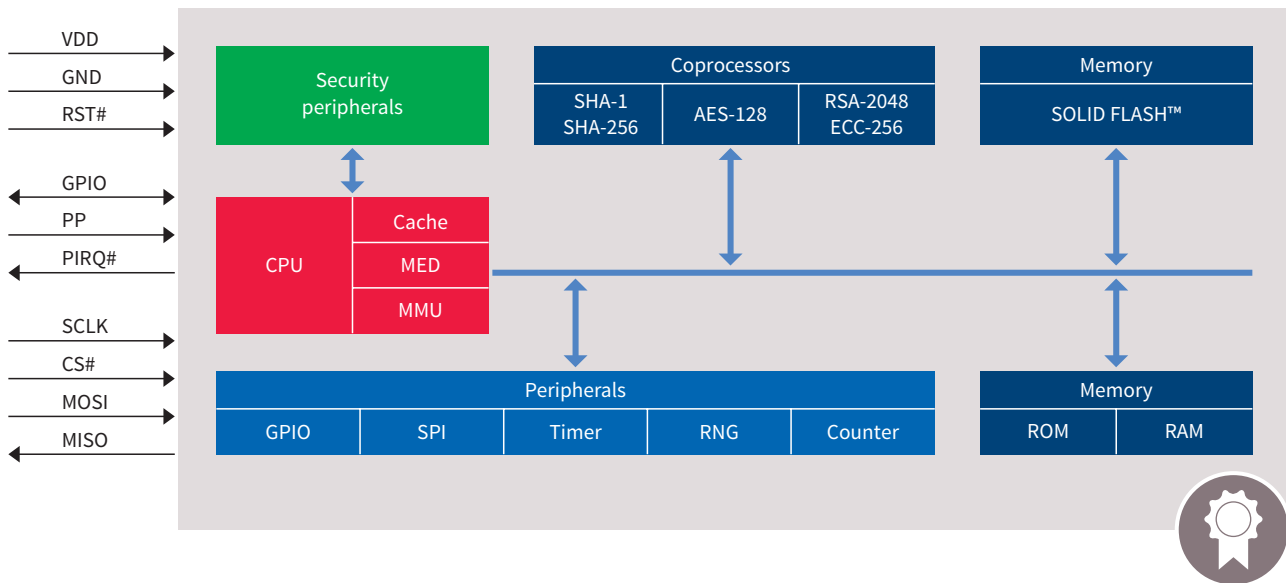 VDD
GND
RST#
GPIO
PP
PIRQ#
SCLK
CS#
MOSI
MISO
Security
peripherals
Coprocessors
SHA-1
SHA-256
AES-128
RSA-2048
ECC-256
Memory
SOLID FLASH™
CPU
Cache
MED
MMU
Peripherals
GPIO
SPI
Timer
RNG
Counter
Memory
ROM
RAM